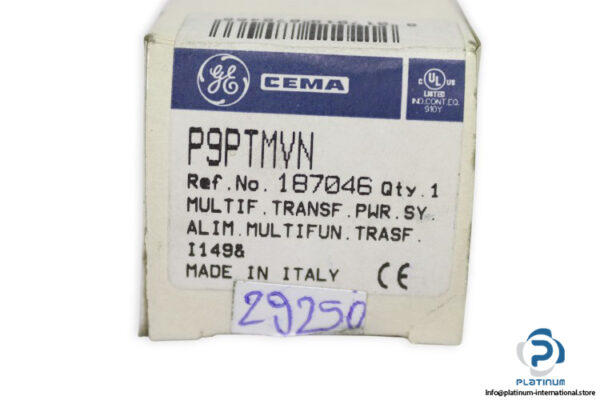 GE
CEMA
C UL US
LISTED
IND.CONT.EQ.
910Y
P9PTMVN
Ref.No. 187046 Qty.1
MULTIF.TRANSF.PWR.SY.
ALIM.MULTIFUN.TRASF.
I149&
MADE IN ITALY CE
29250
PLATINUM
Info@platinum-international.store